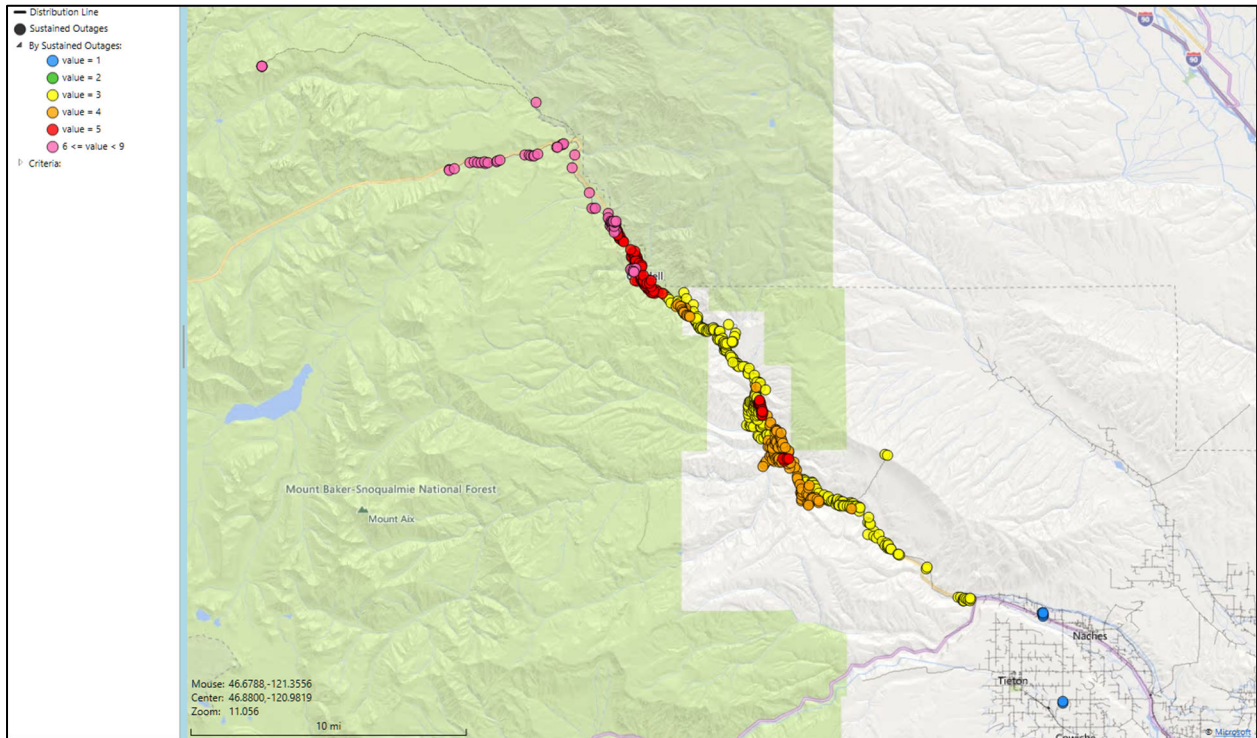 Distribution Line
Sustained Outages
By Sustained Outages:
value = 1
value = 2
value = 3
value = 4
value = 5
6 <= value < 9
Criteria:
90
90
Mount Baker-Snoqualmie National Forest
Mount Aix
Naches
Tieton
Mouse: 46.6788,-121.3556
Center: 46.8800,-120.9819
Zoom: 11.056
10 mi
© Microsoft